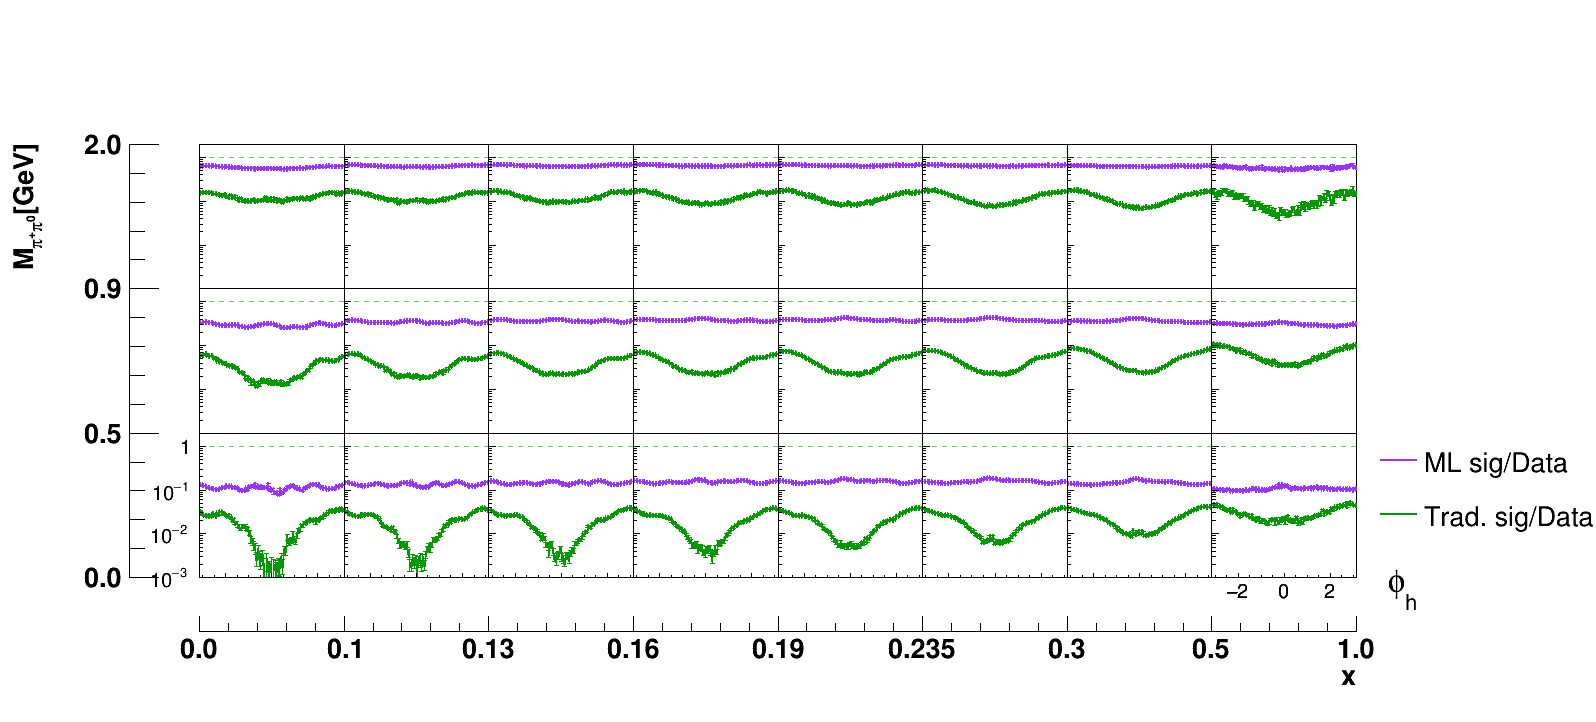 M_{π⁺π⁰}[GeV]
2.0
0.9
0.5
0.0
1
10⁻¹
10⁻²
10⁻³
ML sig/Data
Trad. sig/Data
−2 0 2
ϕ_h
0.0 0.1 0.13 0.16 0.19 0.235 0.3 0.5 1.0
x